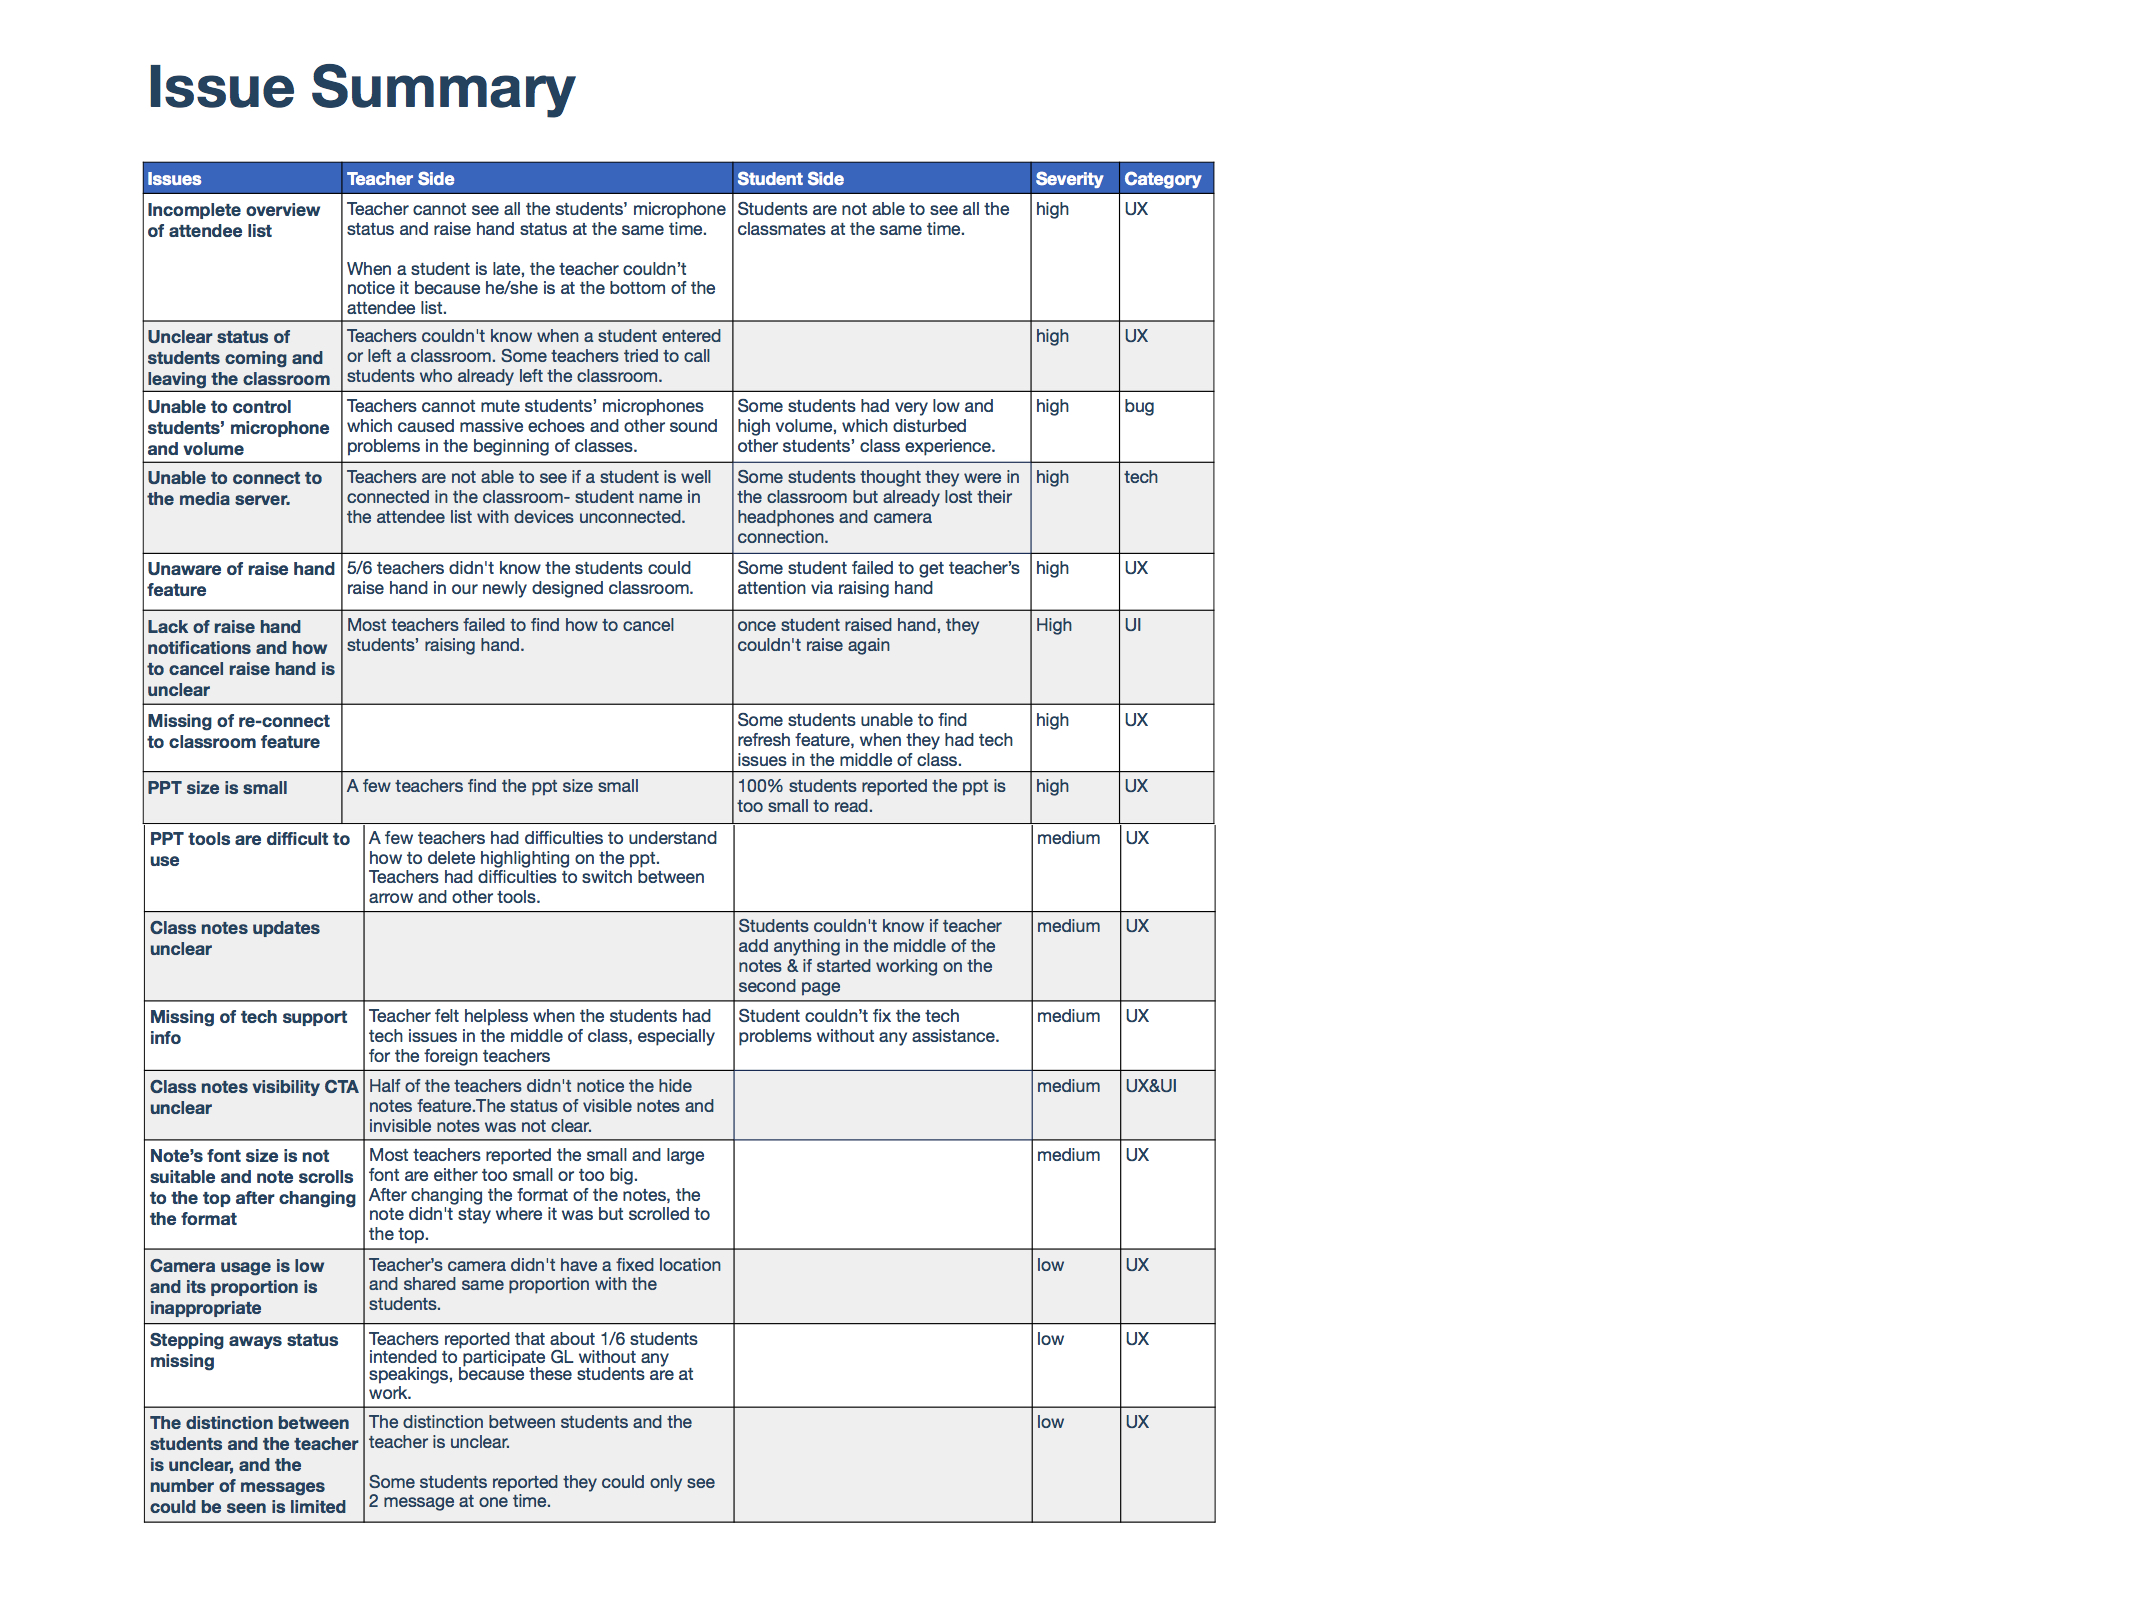 Issue Summary
Issues Teacher Side Student Side Severity Category
Incomplete overview
of attendee list
Teacher cannot see all the students’ microphone
status and raise hand status at the same time.
When a student is late, the teacher couldn’t
notice it because he/she is at the bottom of the
attendee list.
Students are not able to see all the
classmates at the same time.
high
UX
Unclear status of
students coming and
leaving the classroom
Teachers couldn't know when a student entered
or left a classroom. Some teachers tried to call
students who already left the classroom.
high
UX
Unable to control
students’ microphone
and volume
Teachers cannot mute students’ microphones
which caused massive echoes and other sound
problems in the beginning of classes.
Some students had very low and
high volume, which disturbed
other students’ class experience.
high
bug
Unable to connect to
the media server.
Teachers are not able to see if a student is well
connected in the classroom- student name in
the attendee list with devices unconnected.
Some students thought they were in
the classroom but already lost their
headphones and camera
connection.
high
tech
Unaware of raise hand
feature
5/6 teachers didn't know the students could
raise hand in our newly designed classroom.
Some student failed to get teacher’s
attention via raising hand
high
UX
Lack of raise hand
notifications and how
to cancel raise hand is
unclear
Most teachers failed to find how to cancel
students’ raising hand.
once student raised hand, they
couldn't raise again
High
UI
Missing of re-connect
to classroom feature
Some students unable to find
refresh feature, when they had tech
issues in the middle of class.
high
UX
PPT size is small
A few teachers find the ppt size small
100% students reported the ppt is
too small to read.
high
UX
PPT tools are difficult to
use
A few teachers had difficulties to understand
how to delete highlighting on the ppt.
Teachers had difficulties to switch between
arrow and other tools.
medium
UX
Class notes updates
unclear
Students couldn't know if teacher
add anything in the middle of the
notes & if started working on the
second page
medium
UX
Missing of tech support
info
Teacher felt helpless when the students had
tech issues in the middle of class, especially
for the foreign teachers
Student couldn’t fix the tech
problems without any assistance.
medium
UX
Class notes visibility CTA
unclear
Half of the teachers didn't notice the hide
notes feature.The status of visible notes and
invisible notes was not clear.
medium
UX&UI
Note’s font size is not
suitable and note scrolls
to the top after changing
the format
Most teachers reported the small and large
font are either too small or too big.
After changing the format of the notes, the
note didn't stay where it was but scrolled to
the top.
medium
UX
Camera usage is low
and its proportion is
inappropriate
Teacher’s camera didn't have a fixed location
and shared same proportion with the
students.
low
UX
Stepping aways status
missing
Teachers reported that about 1/6 students
intended to participate GL without any
speakings, because these students are at
work.
low
UX
The distinction between
students and the teacher
is unclear, and the
number of messages
could be seen is limited
The distinction between students and the
teacher is unclear.
Some students reported they could only see
2 message at one time.
low
UX